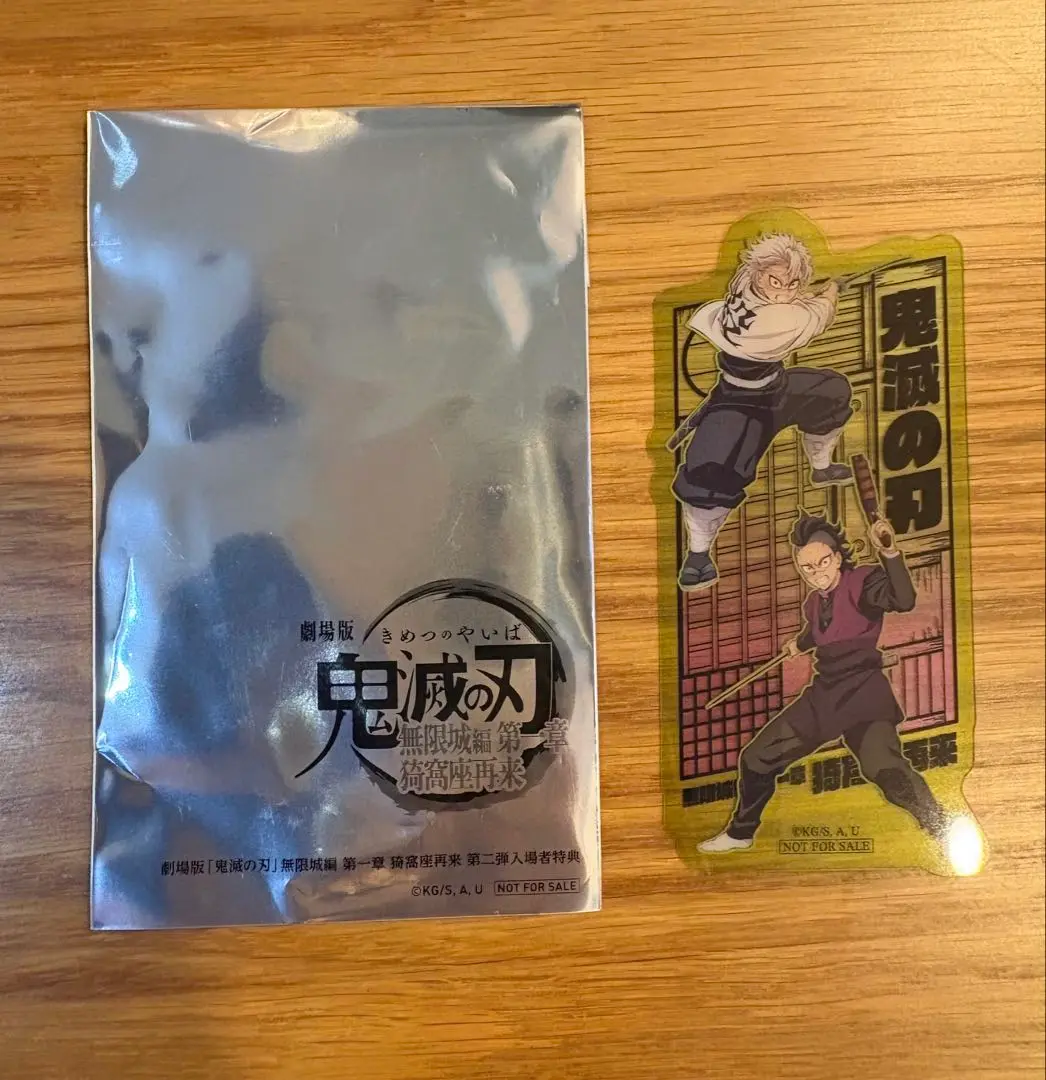 劇場版
きめつのやいば
鬼滅の刃
無限城編 第一章
猗窩座再来
劇場版「鬼滅の刃」無限城編 第一章 猗窩座再来 第二弾入場者特典
©KG/S, A, U NOT FOR SALE
鬼滅の刃
©KG/S, A, U
NOT FOR SALE